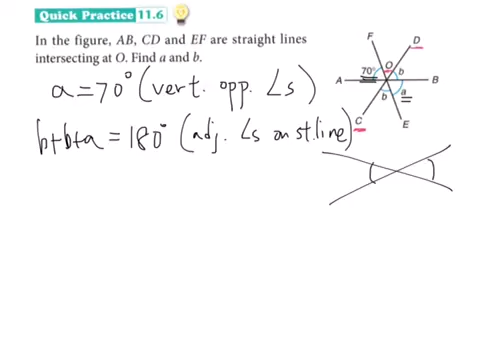 Quick Practice 11.6
In the figure, AB, CD and EF are straight lines
intersecting at O. Find a and b.
F
D
70°
O
b
A
B
b
a
C
E
a = 70° (vert. opp. ∠s)
b+b+a = 180° (adj. ∠s on st. line)